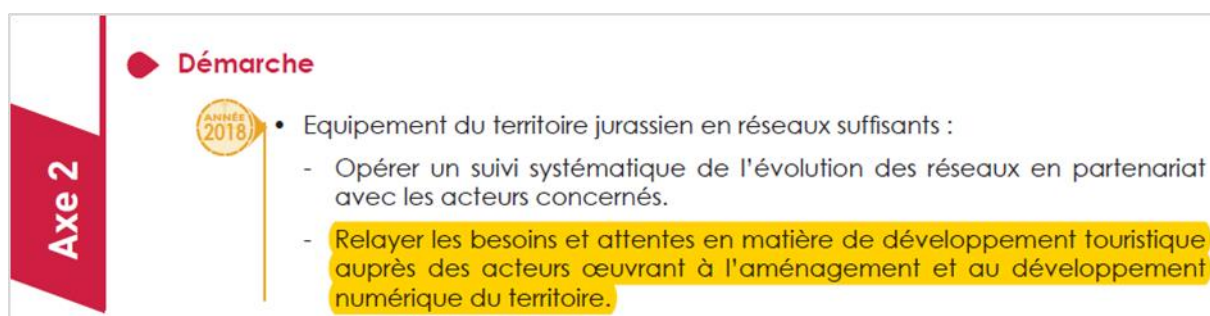 Axe 2
Démarche
ANNÉE
2018
• Equipement du territoire jurassien en réseaux suffisants :
- Opérer un suivi systématique de l'évolution des réseaux en partenariat
avec les acteurs concernés.
- Relayer les besoins et attentes en matière de développement touristique
auprès des acteurs œuvrant à l'aménagement et au développement
numérique du territoire.